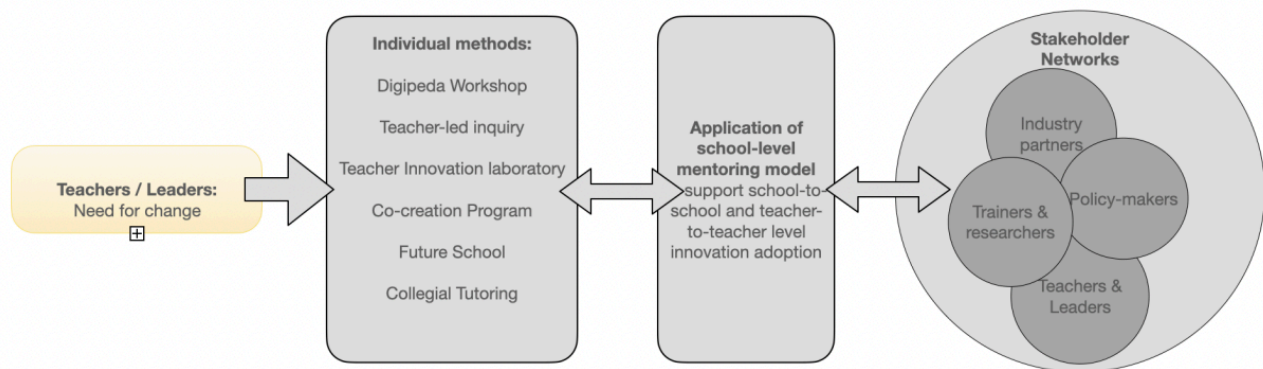 Teachers / Leaders:
Need for change
Individual methods:
Digipeda Workshop
Teacher-led inquiry
Teacher Innovation laboratory
Co-creation Program
Future School
Collegial Tutoring
Application of
school-level
mentoring model
-support school-to-
school and teacher-
to-teacher level
innovation adoption
Stakeholder
Networks
Industry
partners
Policy-makers
Trainers &
researchers
Teachers &
Leaders